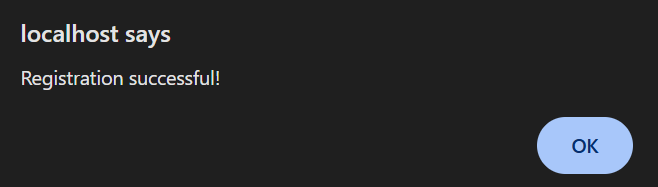 localhost says
Registration successful!
OK